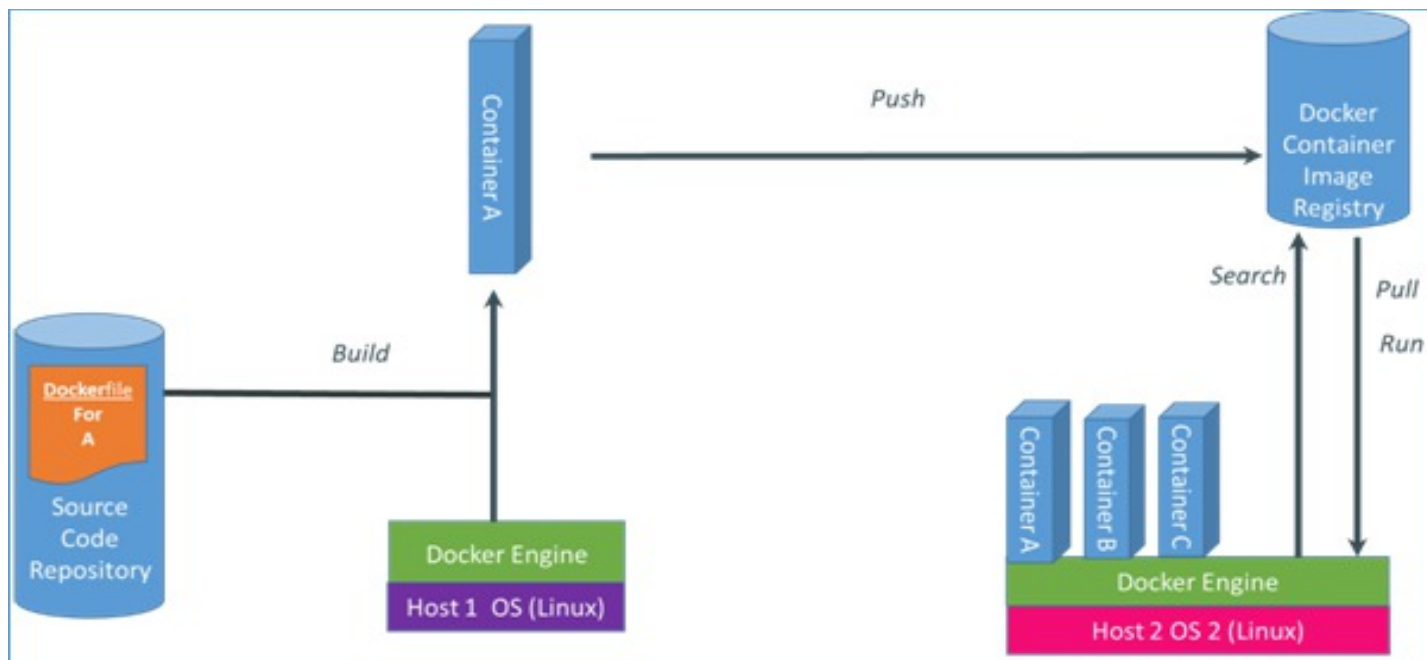 Container A
Push
Docker
Container
Image
Registry
Search
Pull
Run
Build
Dockerfile
For
A
Source
Code
Repository
Docker Engine
Host 1 OS (Linux)
Container A
Container B
Container C
Docker Engine
Host 2 OS 2 (Linux)